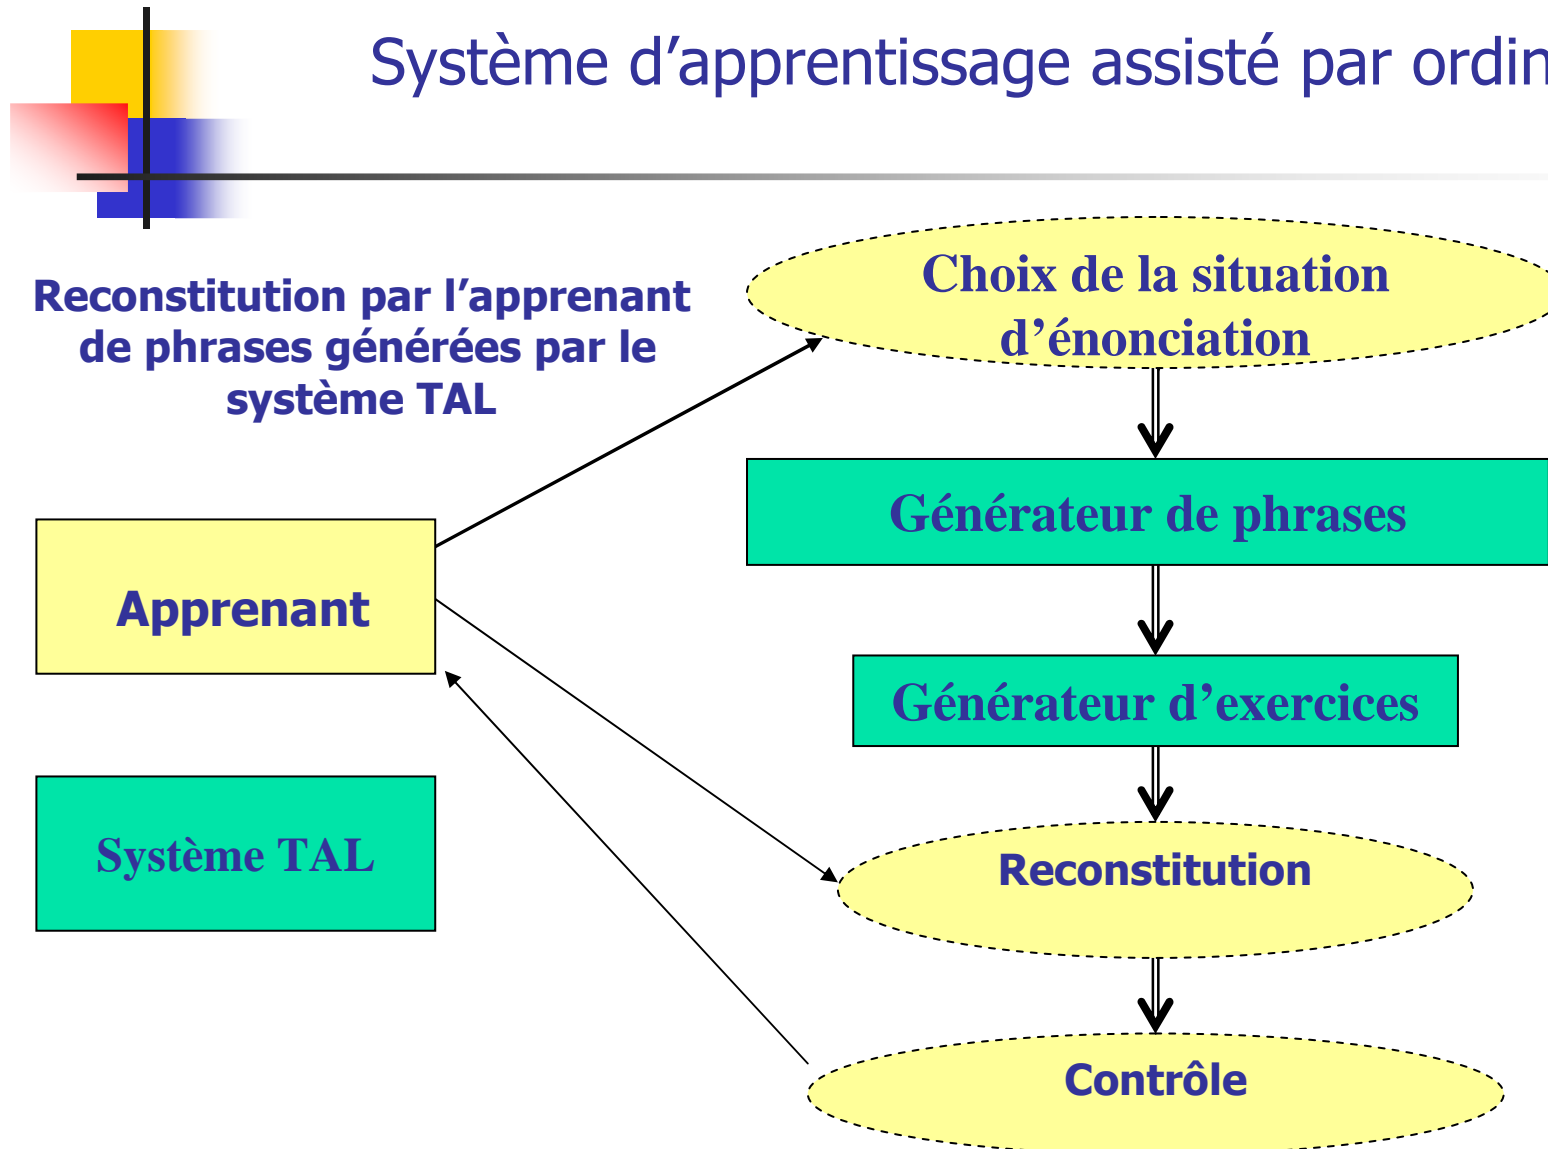 Système d’apprentissage assisté par ordin
Reconstitution par l’apprenant
de phrases générées par le
système TAL
Choix de la situation
d’énonciation
Générateur de phrases
Apprenant
Générateur d’exercices
Système TAL
Reconstitution
Contrôle